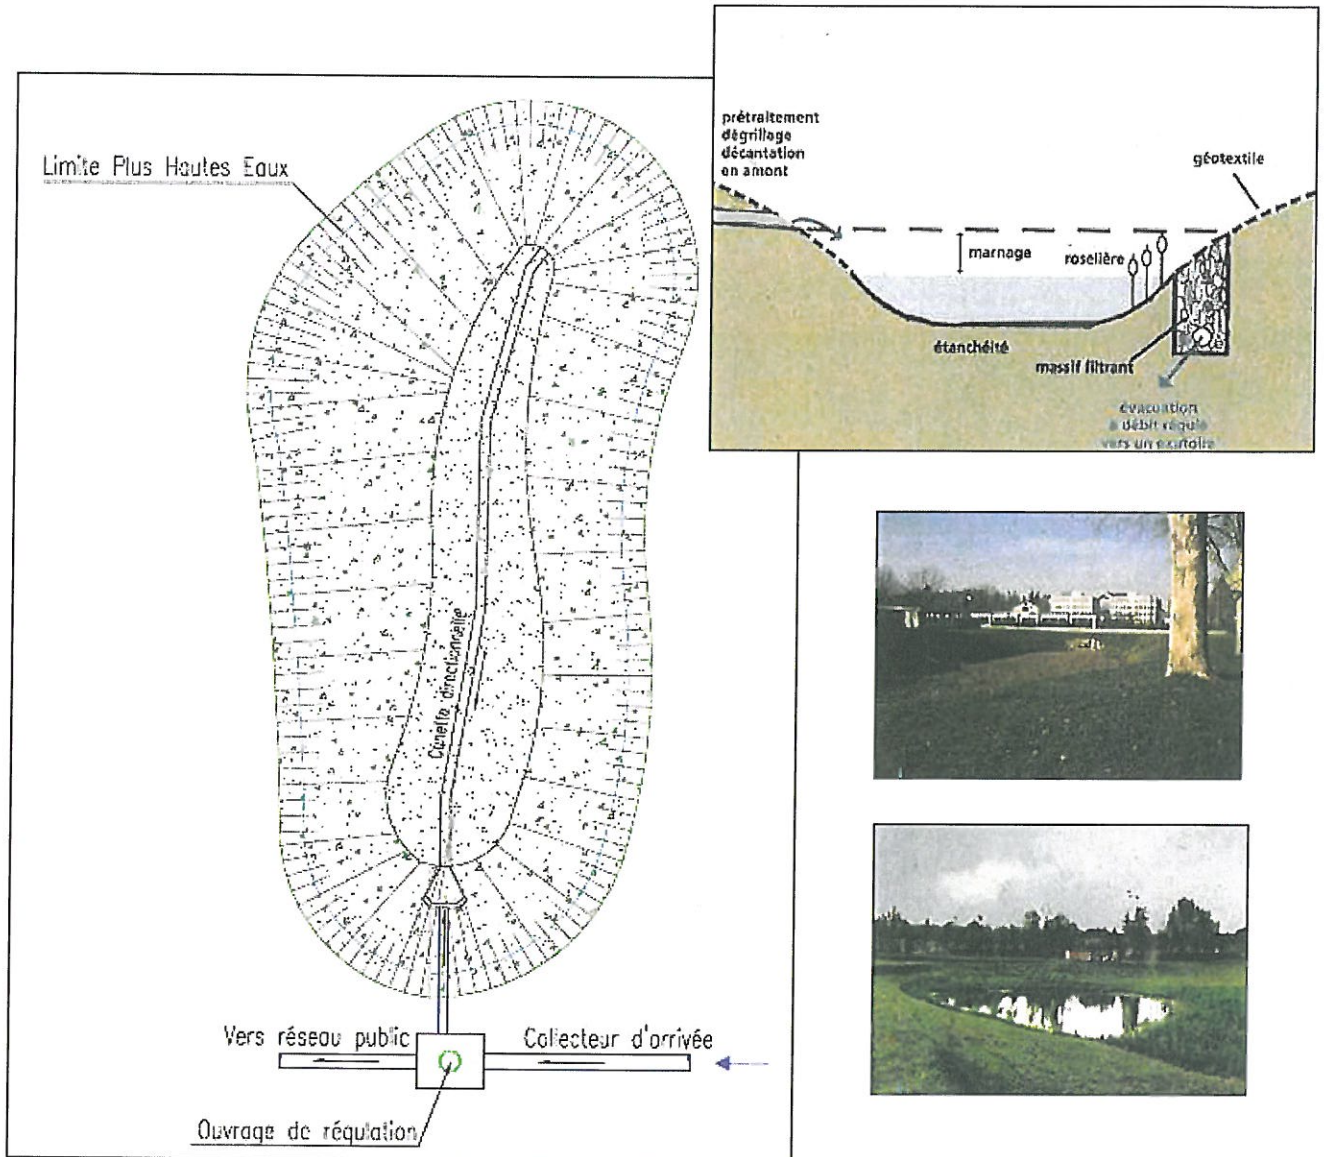 Limite Plus Hautes Eaux
Cunette directionnelle
Vers réseau public
Collecteur d'arrivée
Ouvrage de régulation
prétraitement
dégrillage
décantation
en amont
géotextile
marnage
roselière
étanchéité
massif filtrant
évacuation
à débit régulé
vers un exutoire